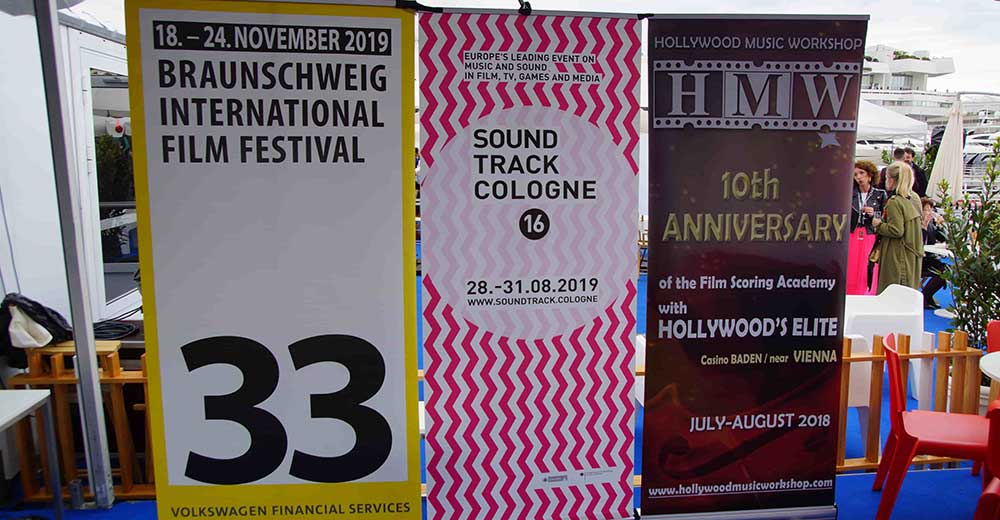 18. – 24. NOVEMBER 2019
BRAUNSCHWEIG
INTERNATIONAL
FILM FESTIVAL
33
VOLKSWAGEN FINANCIAL SERVICES
EUROPE'S LEADING EVENT ON
MUSIC AND SOUND
IN FILM, TV, GAMES AND MEDIA
SOUND
TRACK
COLOGNE
16
28.-31.08.2019
WWW.SOUNDTRACK.COLOGNE
HOLLYWOOD MUSIC WORKSHOP
HMW
10th
ANNIVERSARY
of the Film Scoring Academy
with
HOLLYWOOD'S ELITE
Casino BADEN / near VIENNA
JULY-AUGUST 2018
www.hollywoodmusicworkshop.com